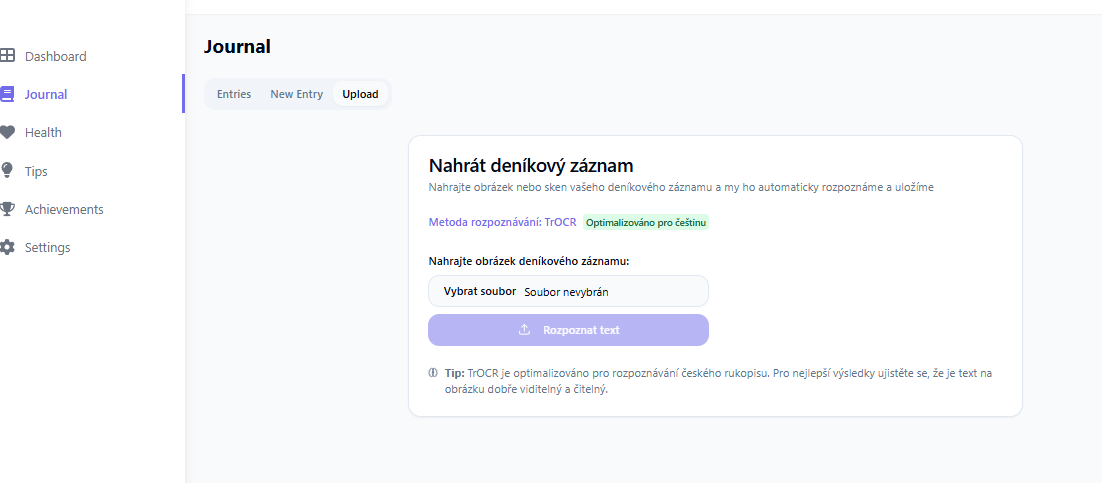 Journal
Dashboard
Entries
New Entry
Upload
Journal
Health
Nahrát deníkový záznam
Tips
Nahrajte obrázek nebo sken vašeho deníkového záznamu a my ho automaticky rozpoznáme a uložíme
Achievements
Metoda rozpoznávání: TrOCR Optimalizováno pro češtinu
Settings
Nahrajte obrázek deníkového záznamu:
Vybrat soubor Soubor nevybrán
Rozpoznat text
Tip: TrOCR je optimalizováno pro rozpoznávání českého rukopisu. Pro nejlepší výsledky ujistěte se, že je text na
obrázku dobře viditelný a čitelný.